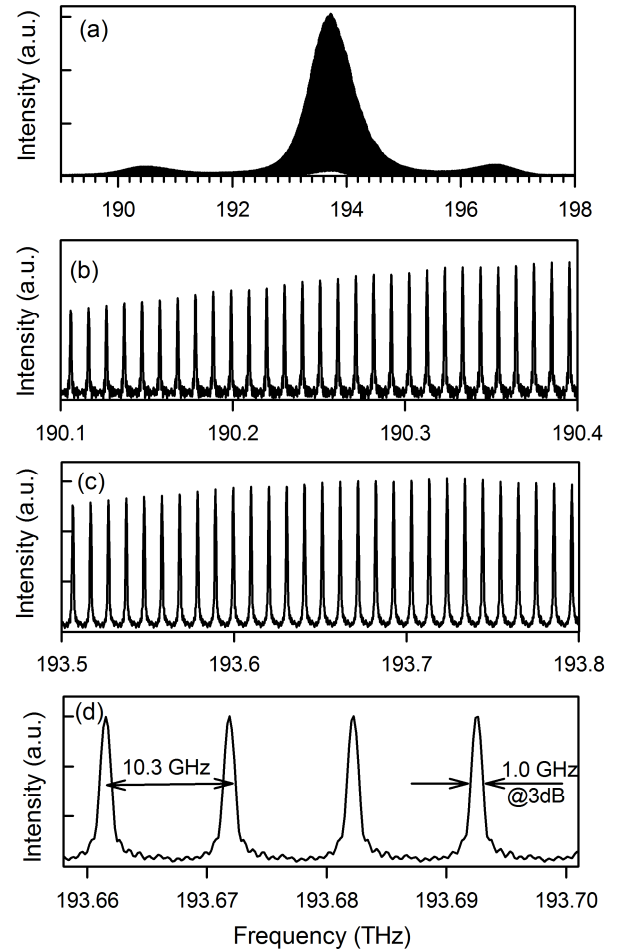 (a)
Intensity (a.u.)
190 192 194 196 198
(b)
Intensity (a.u.)
190.1 190.2 190.3 190.4
(c)
Intensity (a.u.)
193.5 193.6 193.7 193.8
(d)
Intensity (a.u.)
10.3 GHz
1.0 GHz
@3dB
193.66 193.67 193.68 193.69 193.70
Frequency (THz)